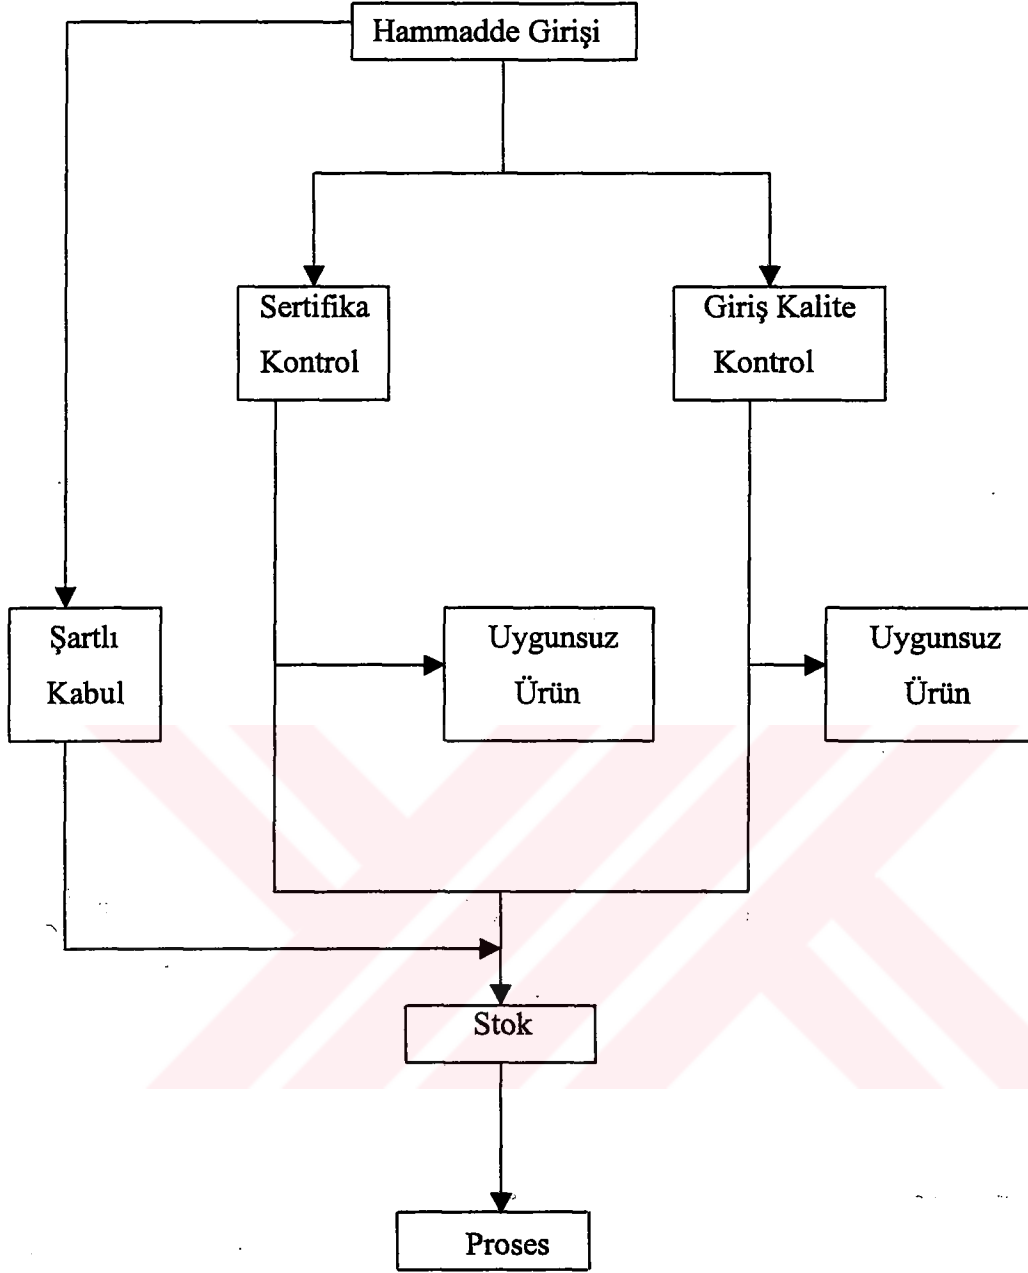 Hammadde Girişi
Sertifika
Kontrol
Giriş Kalite
Kontrol
Şartlı
Kabul
Uygunsuz
Ürün
Uygunsuz
Ürün
Stok
Proses